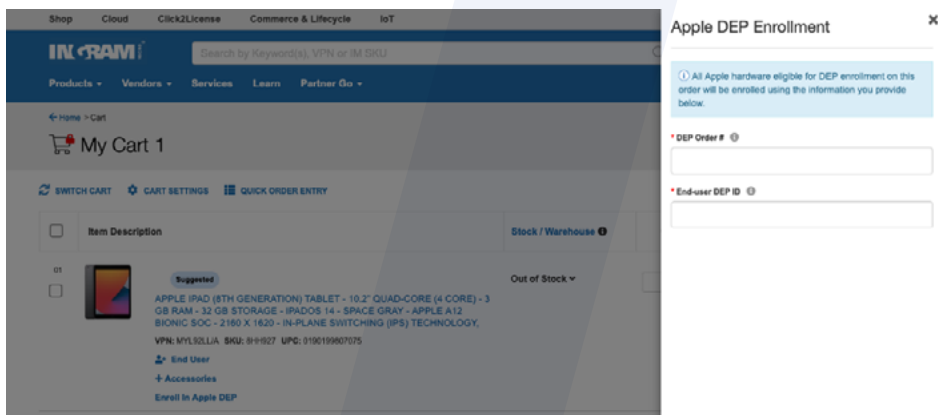 Shop Cloud Click2License Commerce & Lifecycle IoT
INGRAM
Search by Keyword(s), VPN or IM SKU
Products Vendors Services Learn Partner Go
Home > Cart
My Cart 1
SWITCH CART CART SETTINGS QUICK ORDER ENTRY
Item Description Stock / Warehouse
01
Suggested
Out of Stock
APPLE IPAD (8TH GENERATION) TABLET - 10.2" QUAD-CORE (4 CORE) - 3
GB RAM - 32 GB STORAGE - IPADOS 14 - SPACE GRAY - APPLE A12
BIONIC SOC - 2160 X 1620 - IN-PLANE SWITCHING (IPS) TECHNOLOGY,
VPN: MYL92LL/A SKU: 6HH927 UPC: 0190199807075
End User
+ Accessories
Enroll In Apple DEP
Apple DEP Enrollment
All Apple hardware eligible for DEP enrollment on this
order will be enrolled using the information you provide
below.
* DEP Order #
* End-user DEP ID